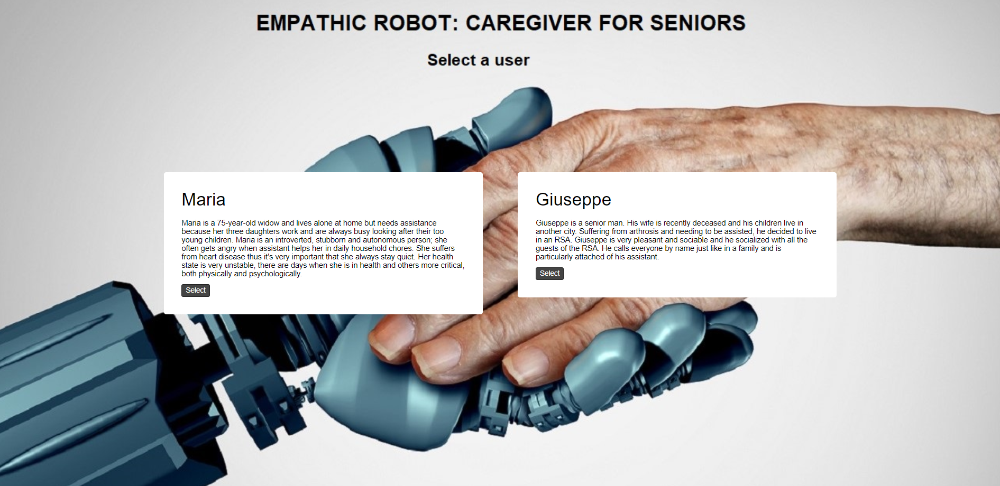 EMPATHIC ROBOT: CAREGIVER FOR SENIORS
Select a user
Maria
Maria is a 75-year-old widow and lives alone at home but needs assistance
because her three daughters work and are always busy looking after their too
young children. Maria is an introverted, stubborn and autonomous person; she
often gets angry when assistant helps her in daily household chores. She suffers
from heart disease thus it's very important that she always stay quiet. Her health
state is very unstable, there are days when she is in health and others more critical,
both physically and psychologically.
Select
Giuseppe
Giuseppe is a senior man. His wife is recently deceased and his children live in
another city. Suffering from arthrosis and needing to be assisted, he decided to live
in an RSA. Giuseppe is very pleasant and sociable and he socialized with all the
guests of the RSA. He calls everyone by name just like in a family and is
particularly attached of his assistant.
Select